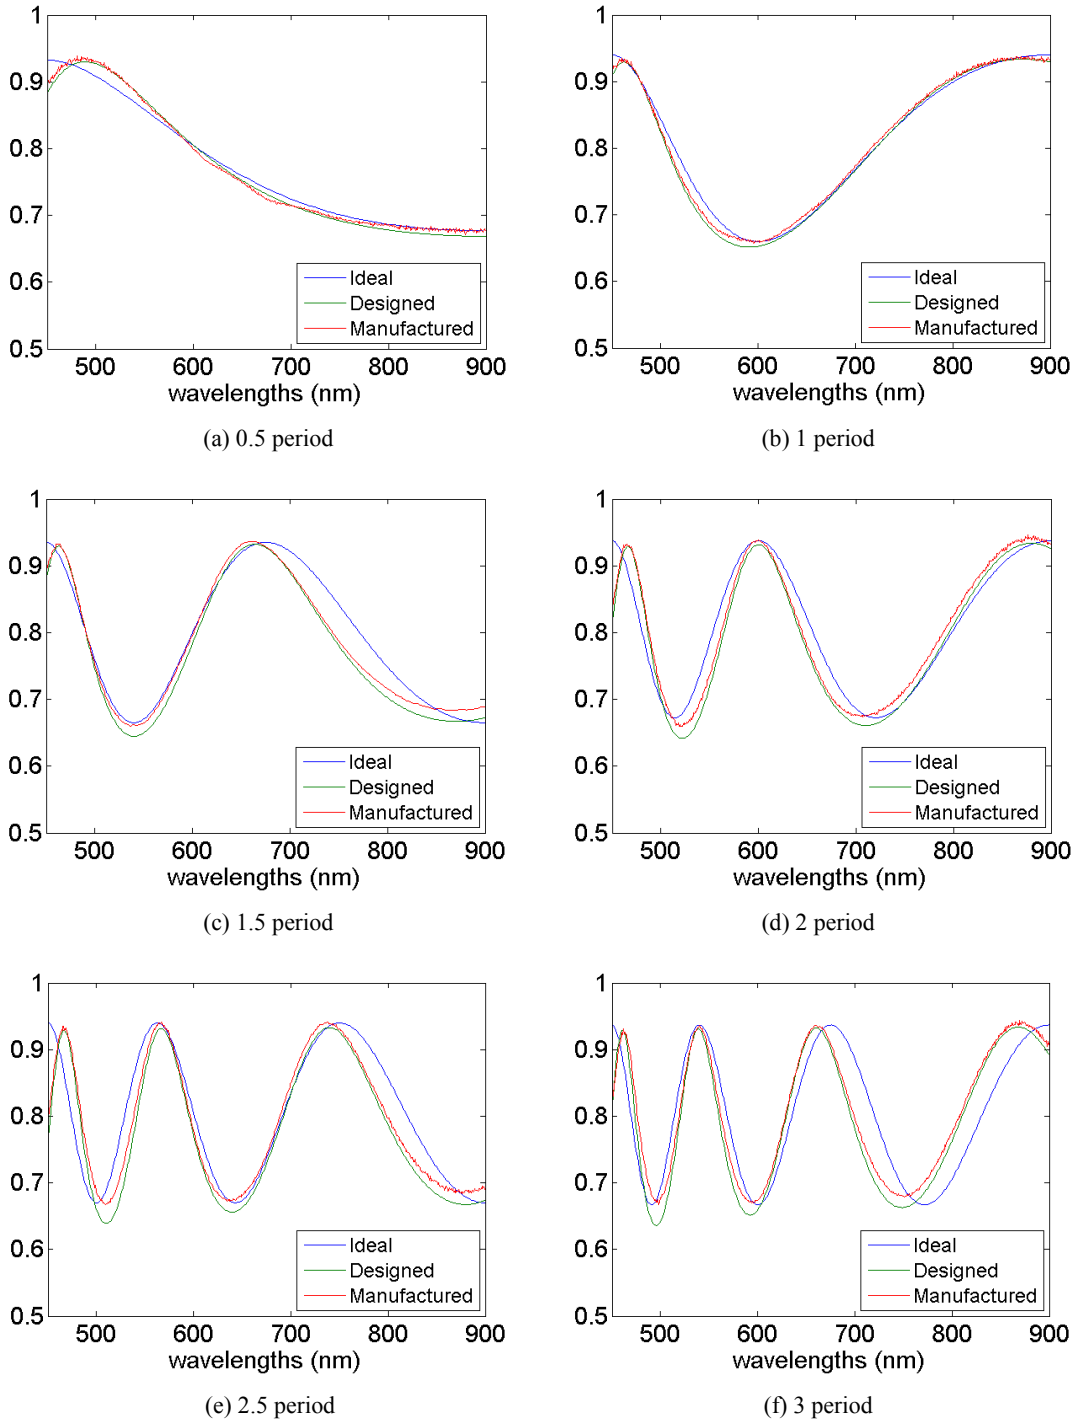 1
0.9
0.8
0.7
0.6
0.5
500 600 700 800 900
wavelengths (nm)
Ideal
Designed
Manufactured
(a) 0.5 period
1
0.9
0.8
0.7
0.6
0.5
500 600 700 800 900
wavelengths (nm)
Ideal
Designed
Manufactured
(b) 1 period
1
0.9
0.8
0.7
0.6
0.5
500 600 700 800 900
wavelengths (nm)
Ideal
Designed
Manufactured
(c) 1.5 period
1
0.9
0.8
0.7
0.6
0.5
500 600 700 800 900
wavelengths (nm)
Ideal
Designed
Manufactured
(d) 2 period
1
0.9
0.8
0.7
0.6
0.5
500 600 700 800 900
wavelengths (nm)
Ideal
Designed
Manufactured
(e) 2.5 period
1
0.9
0.8
0.7
0.6
0.5
500 600 700 800 900
wavelengths (nm)
Ideal
Designed
Manufactured
(f) 3 period